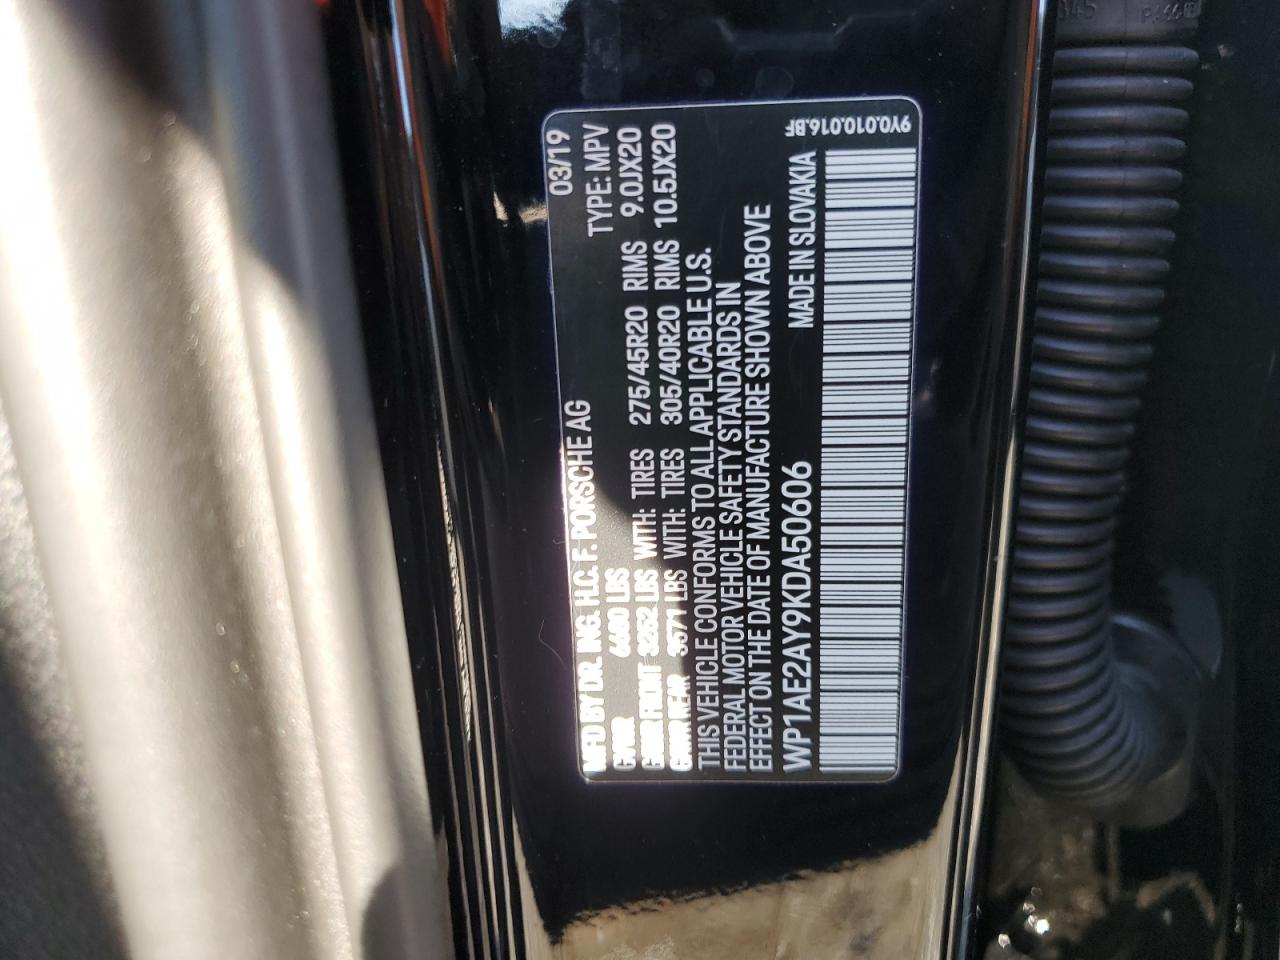 MFD BY DR. ING. H.C. F. PORSCHE AG 03/19
GVWR 6680 LBS TYPE: MPV
GAWR FRONT 3262 LBS WITH: TIRES 275/45R20 RIMS 9.0JX20
GAWR REAR 3671 LBS WITH: TIRES 305/40R20 RIMS 10.5JX20
THIS VEHICLE CONFORMS TO ALL APPLICABLE U.S.
FEDERAL MOTOR VEHICLE SAFETY STANDARDS IN
EFFECT ON THE DATE OF MANUFACTURE SHOWN ABOVE
WP1AE2AY9KDA50606 MADE IN SLOVAKIA
9Y0.010.016.BF